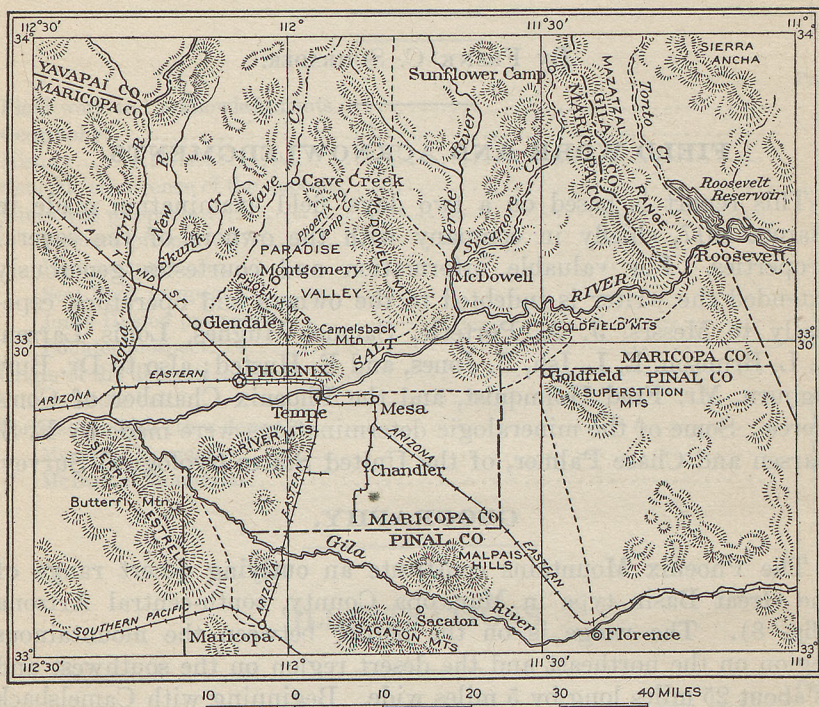 112°30'
112°
111°30'
111°
34°
34°
SIERRA
ANCHA
YAVAPAI CO
MARICOPA CO
Sunflower Camp
MAZATZAL
RANGE
GILA CO
MARICOPA CO
Tonto
Cr
Verde River
Cave
Cr
Cave Creek
Phoenix to
Camp Cr
Roosevelt
Reservoir
Agua Fria R
New R.
Skunk
Cr
PARADISE
VALLEY
McDOWELL MTS
Sycamore Cr
Roosevelt
Montgomery
PHOENIX MTS
McDowell
SALT
RIVER
Glendale
Camelsback
Mtn
GOLDFIELD MTS
33°
30'
33°
30'
MARICOPA CO
PINAL CO
ARIZONA
EASTERN
PHOENIX
Goldfield
SUPERSTITION
MTS
Tempe
Mesa
SALT RIVER MTS
ARIZONA
EASTERN
Chandler
SIERRA
ESTRELLA
Butterfly Mtn.
EASTERN
MARICOPA CO
PINAL CO
Gila
River
MALPAIS
HILLS
SOUTHERN PACIFIC
Maricopa
Sacaton
SACATON MTS
Florence
33°
33°
112°30'
112°
111°30'
111°
10
0
10
20
30
40 MILES